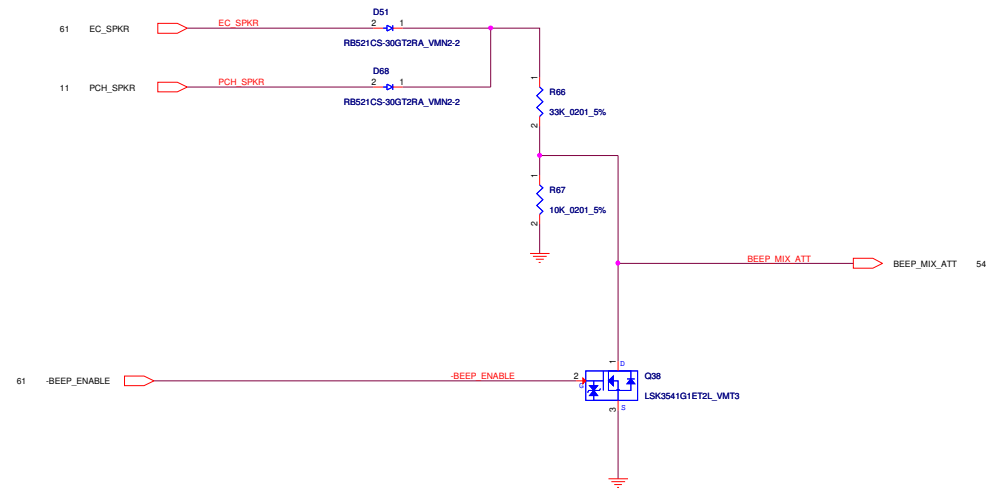 D51
61 EC_SPKR EC_SPKR 2 1
RB521CS-30GT2RA_VMN2-2
D68
11 PCH_SPKR PCH_SPKR 2 1
RB521CS-30GT2RA_VMN2-2
1
R66
33K_0201_5%
2
1
R67
10K_0201_5%
2
BEEP_MIX_ATT BEEP_MIX_ATT 54
1 D
61 -BEEP_ENABLE -BEEP_ENABLE 2 G
Q38
LSK3541G1ET2L_VMT3
3 S